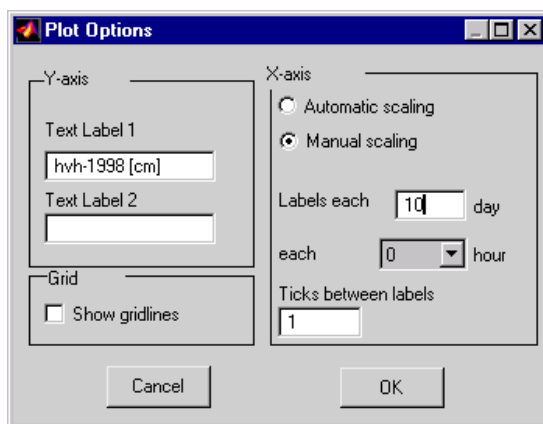 Plot Options
Y-axis
Text Label 1
hvh-1998 [cm]
Text Label 2
Grid
Show gridlines
X-axis
Automatic scaling
Manual scaling
Labels each 10 day
each 0 hour
Ticks between labels
1
Cancel
OK